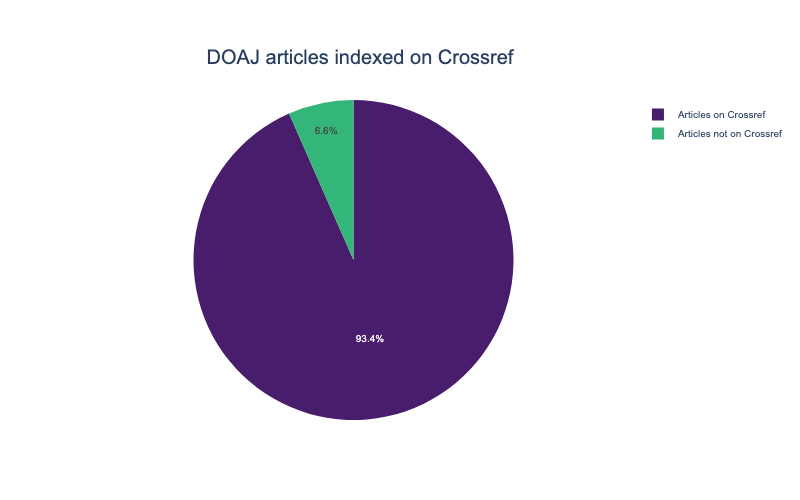 DOAJ articles indexed on Crossref
Articles on Crossref
Articles not on Crossref
6.6%
93.4%